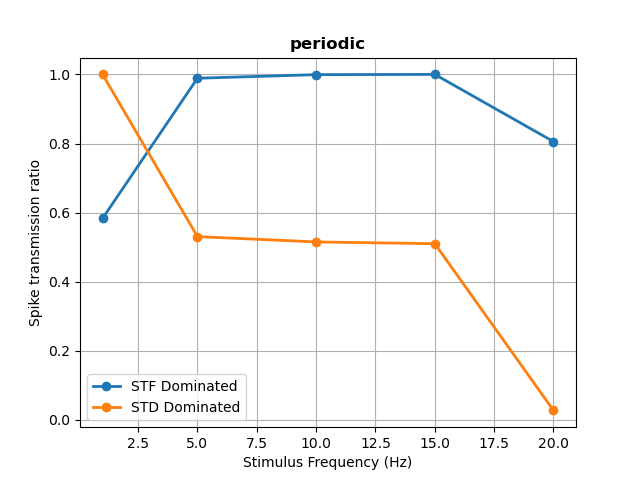 periodic
Spike transmission ratio
1.0
0.8
0.6
0.4
0.2
0.0
STF Dominated
STD Dominated
2.5 5.0 7.5 10.0 12.5 15.0 17.5 20.0
Stimulus Frequency (Hz)